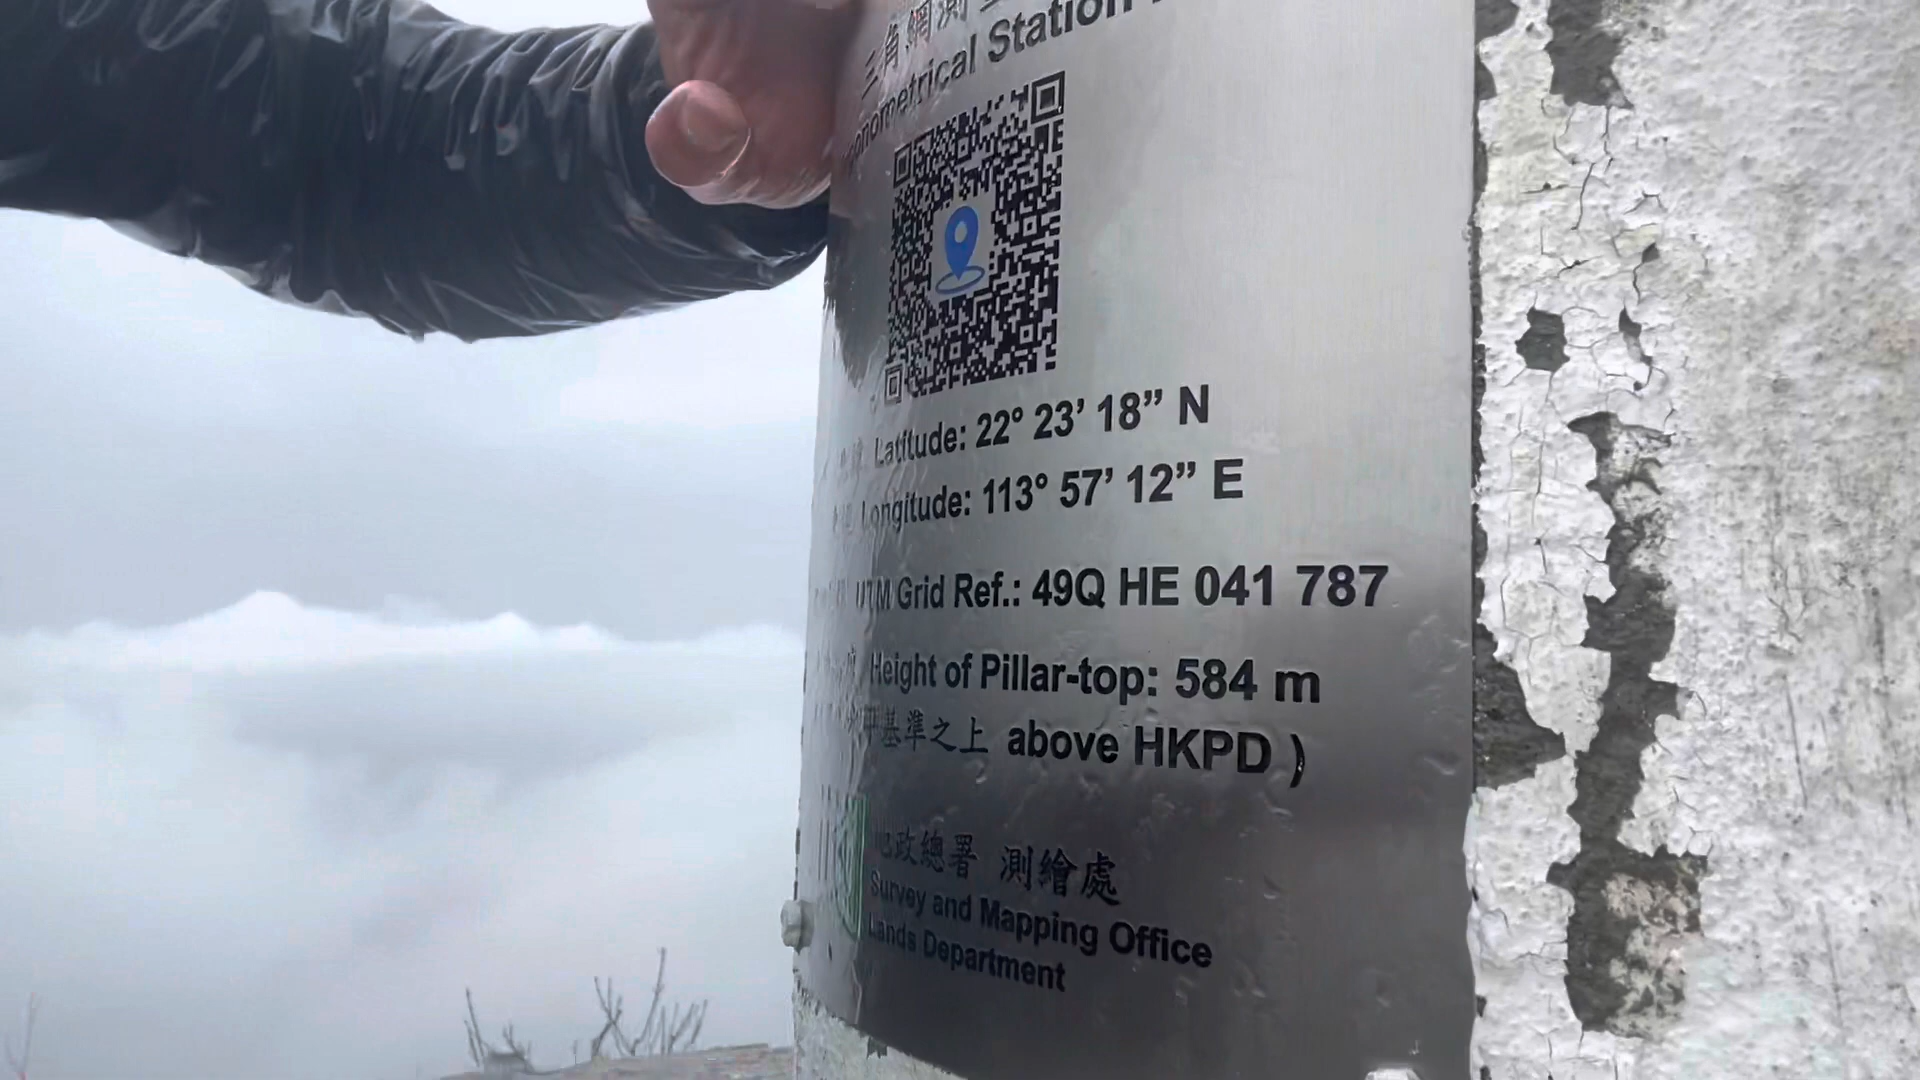 三角網測
Trigonometrical Station
Latitude: 22° 23’ 18” N
Longitude: 113° 57’ 12” E
UTM Grid Ref.: 49Q HE 041 787
Height of Pillar-top: 584 m
基準之上 above HKPD )
地政總署 測繪處
Survey and Mapping Office
Lands Department